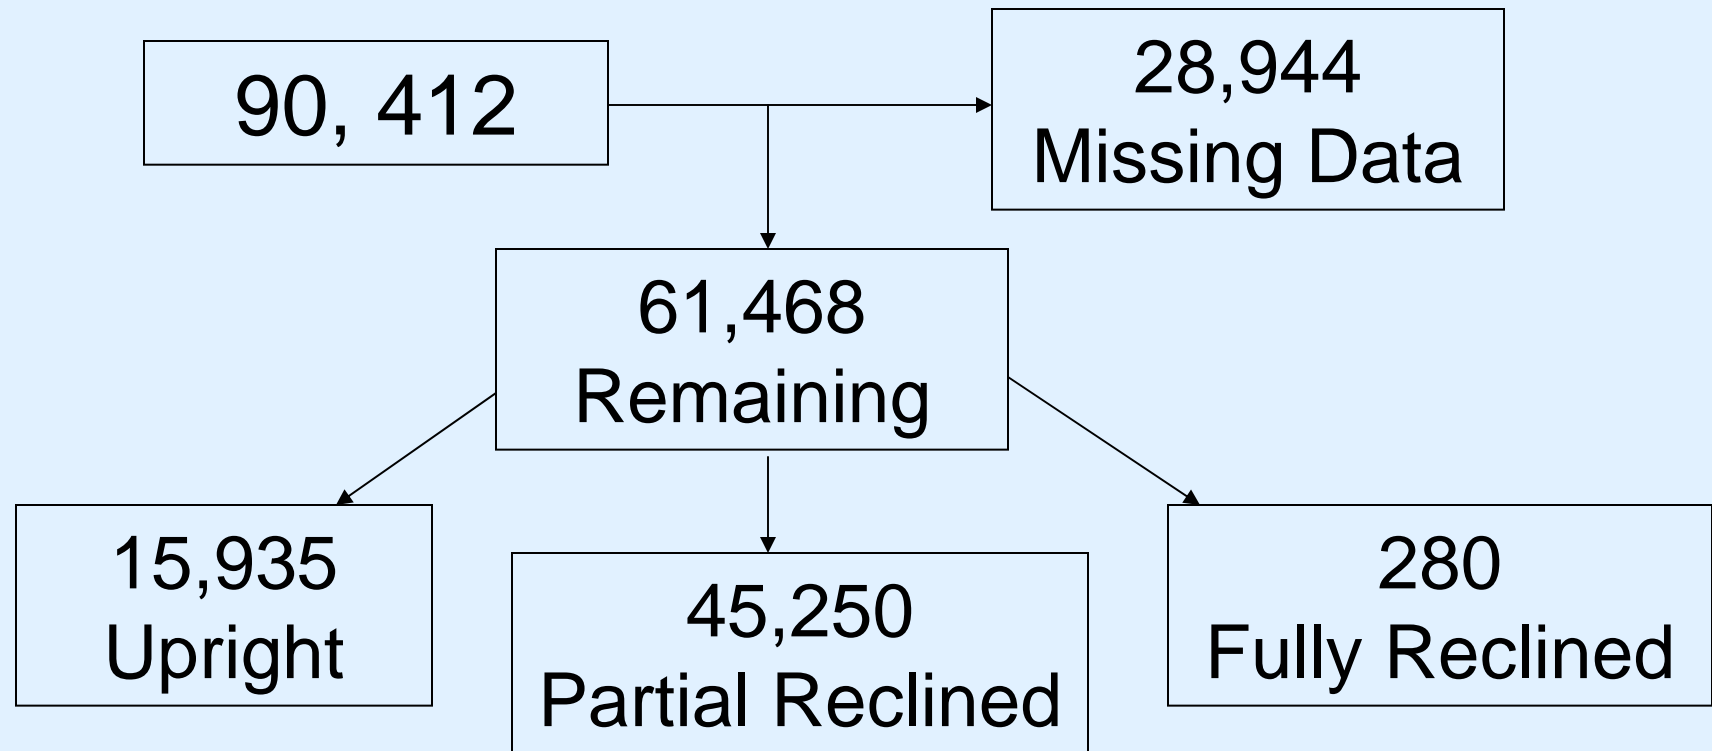 90, 412
28,944
Missing Data
61,468
Remaining
15,935
Upright
45,250
Partial Reclined
280
Fully Reclined